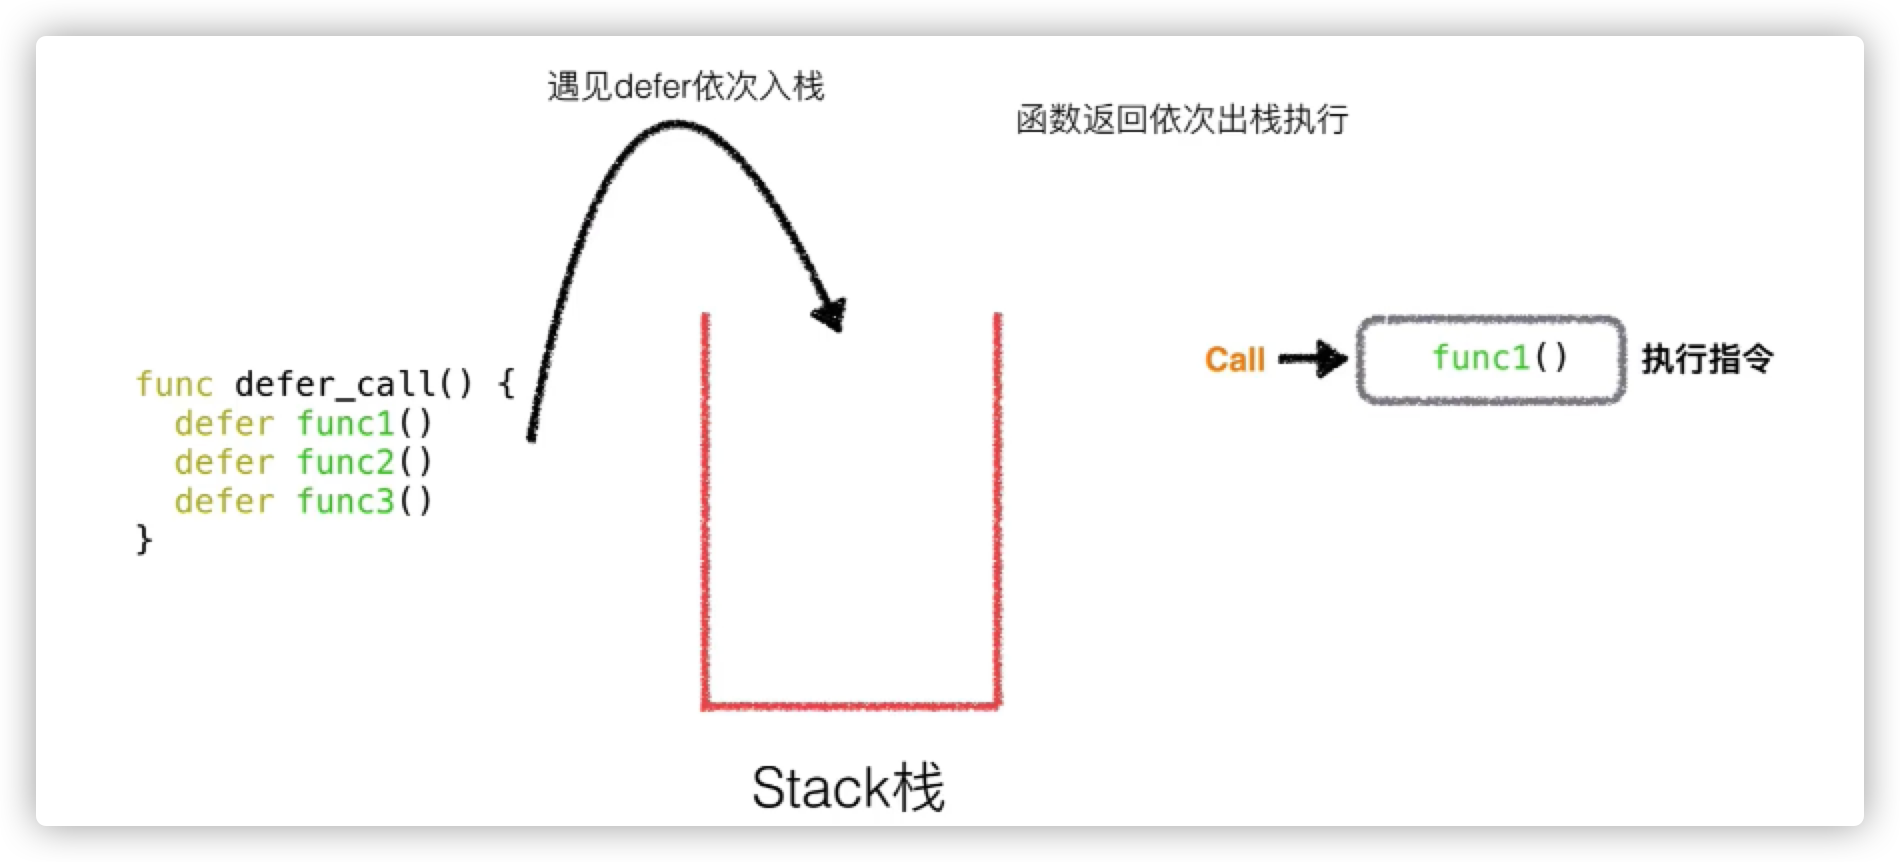 遇见defer依次入栈
函数返回依次出栈执行
func defer_call() {
  defer func1()
  defer func2()
  defer func3()
}
Call
func1()
执行指令
Stack栈